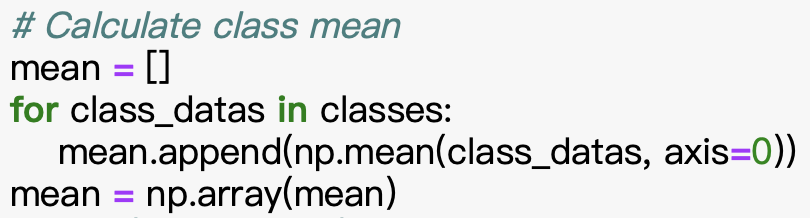 # Calculate class mean
mean = []
for class_datas in classes:
    mean.append(np.mean(class_datas, axis=0))
mean = np.array(mean)